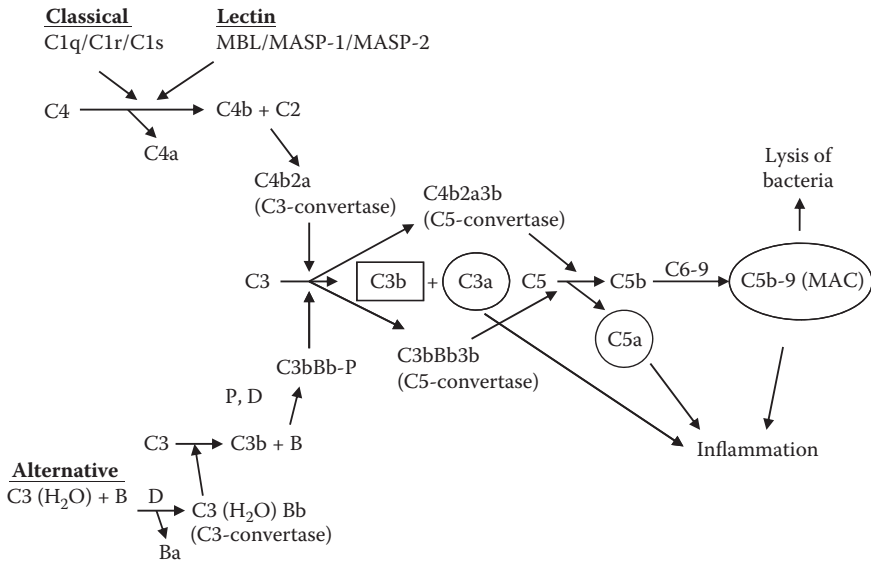 Classical
C1q/C1r/C1s
Lectin
MBL/MASP-1/MASP-2
C4
C4b + C2
C4a
C4b2a
(C3-convertase)
C4b2a3b
(C5-convertase)
Lysis of
bacteria
C3
C3b
+
C3a
C5
C5b
C6-9
C5b-9 (MAC)
C5a
C3bBb-P
C3bBb3b
(C5-convertase)
P, D
C3
C3b + B
Inflammation
Alternative
C3 (H₂O) + B
D
C3 (H₂O) Bb
(C3-convertase)
Ba